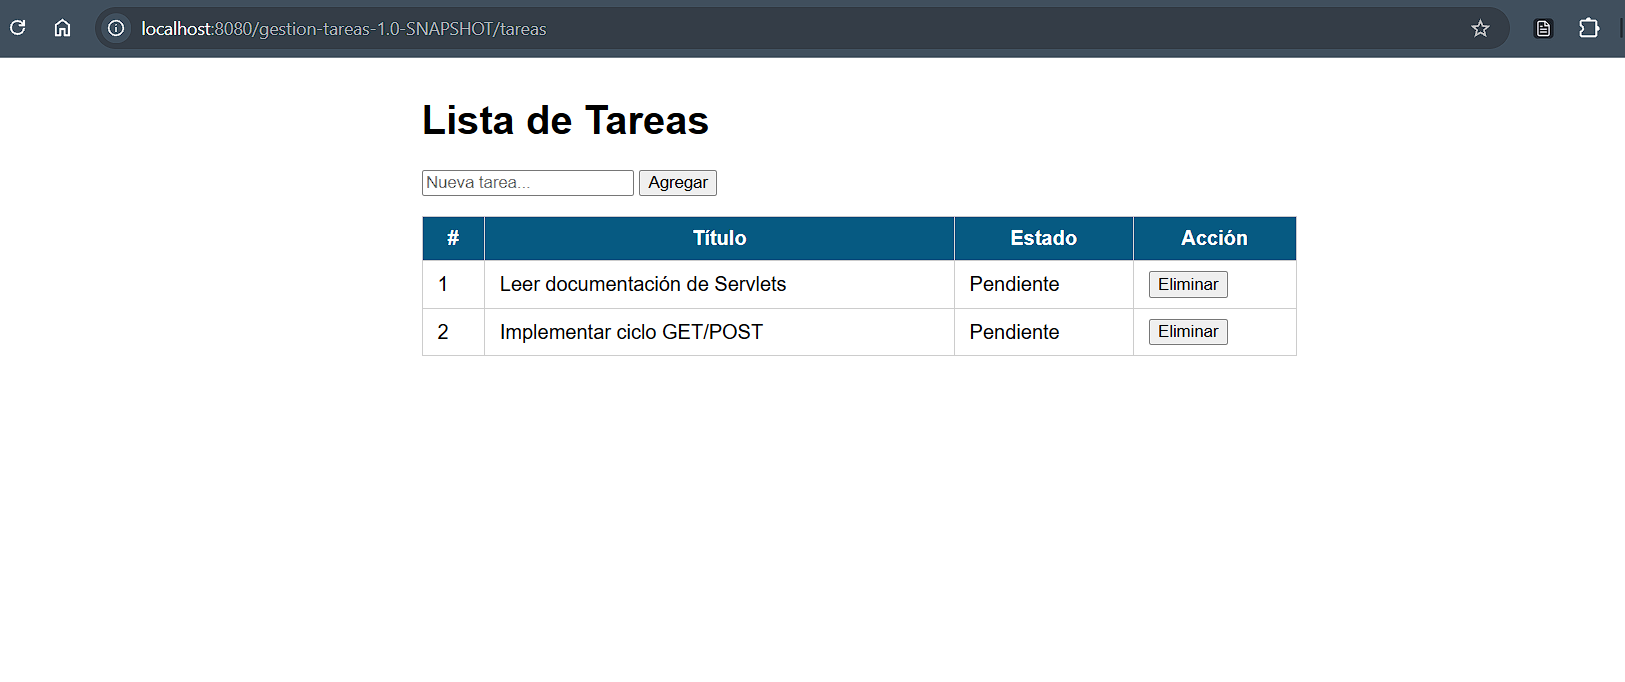 localhost:8080/gestion-tareas-1.0-SNAPSHOT/tareas
Lista de Tareas
Nueva tarea... Agregar
# Título Estado Acción
1 Leer documentación de Servlets Pendiente Eliminar
2 Implementar ciclo GET/POST Pendiente Eliminar